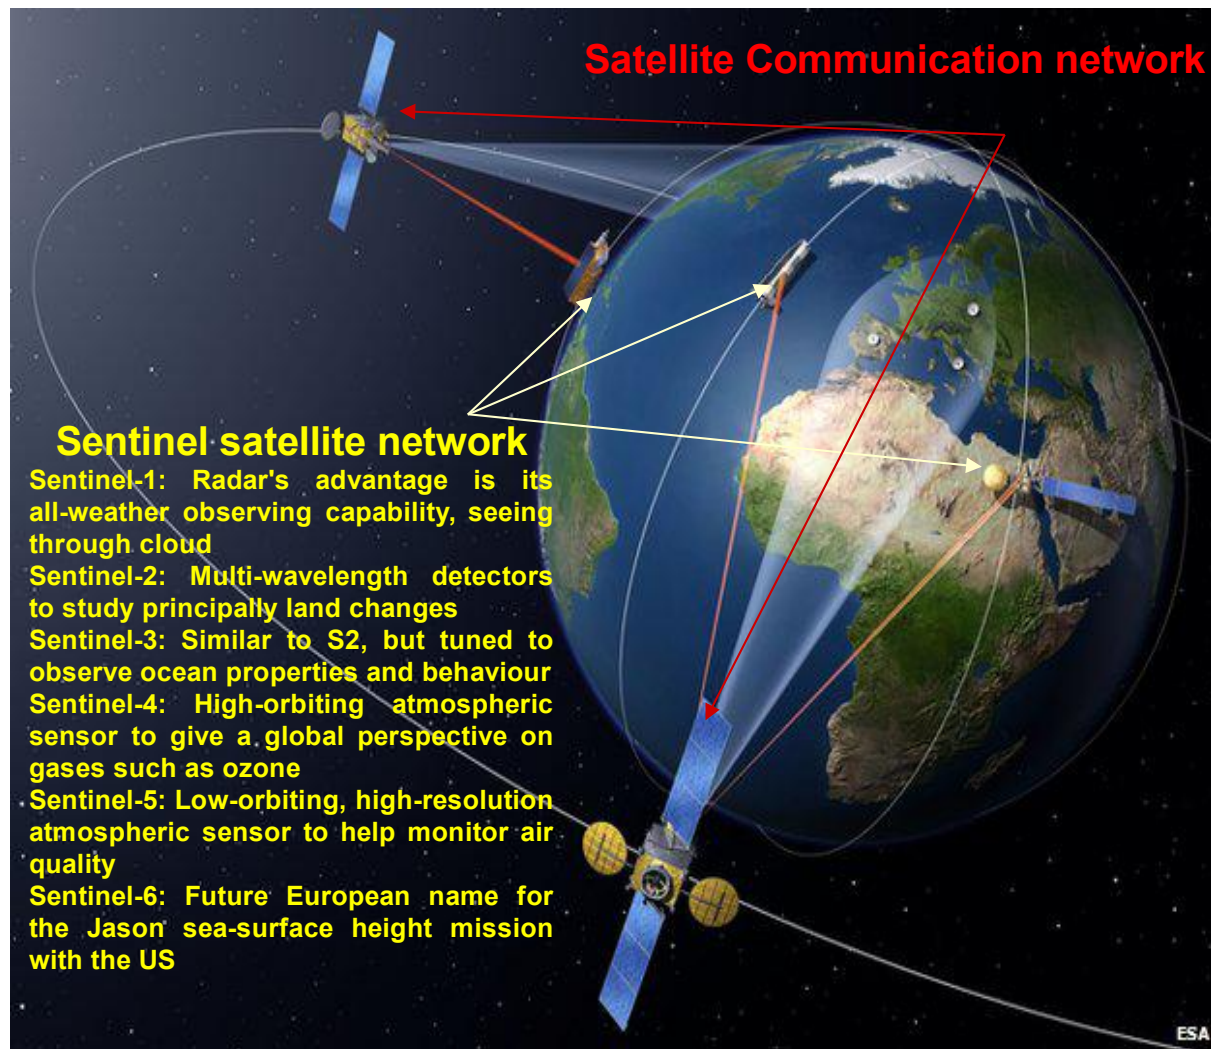 Satellite Communication network
Sentinel satellite network
Sentinel-1: Radar's advantage is its
all-weather observing capability, seeing
through cloud
Sentinel-2: Multi-wavelength detectors
to study principally land changes
Sentinel-3: Similar to S2, but tuned to
observe ocean properties and behaviour
Sentinel-4: High-orbiting atmospheric
sensor to give a global perspective on
gases such as ozone
Sentinel-5: Low-orbiting, high-resolution
atmospheric sensor to help monitor air
quality
Sentinel-6: Future European name for
the Jason sea-surface height mission
with the US
ESA